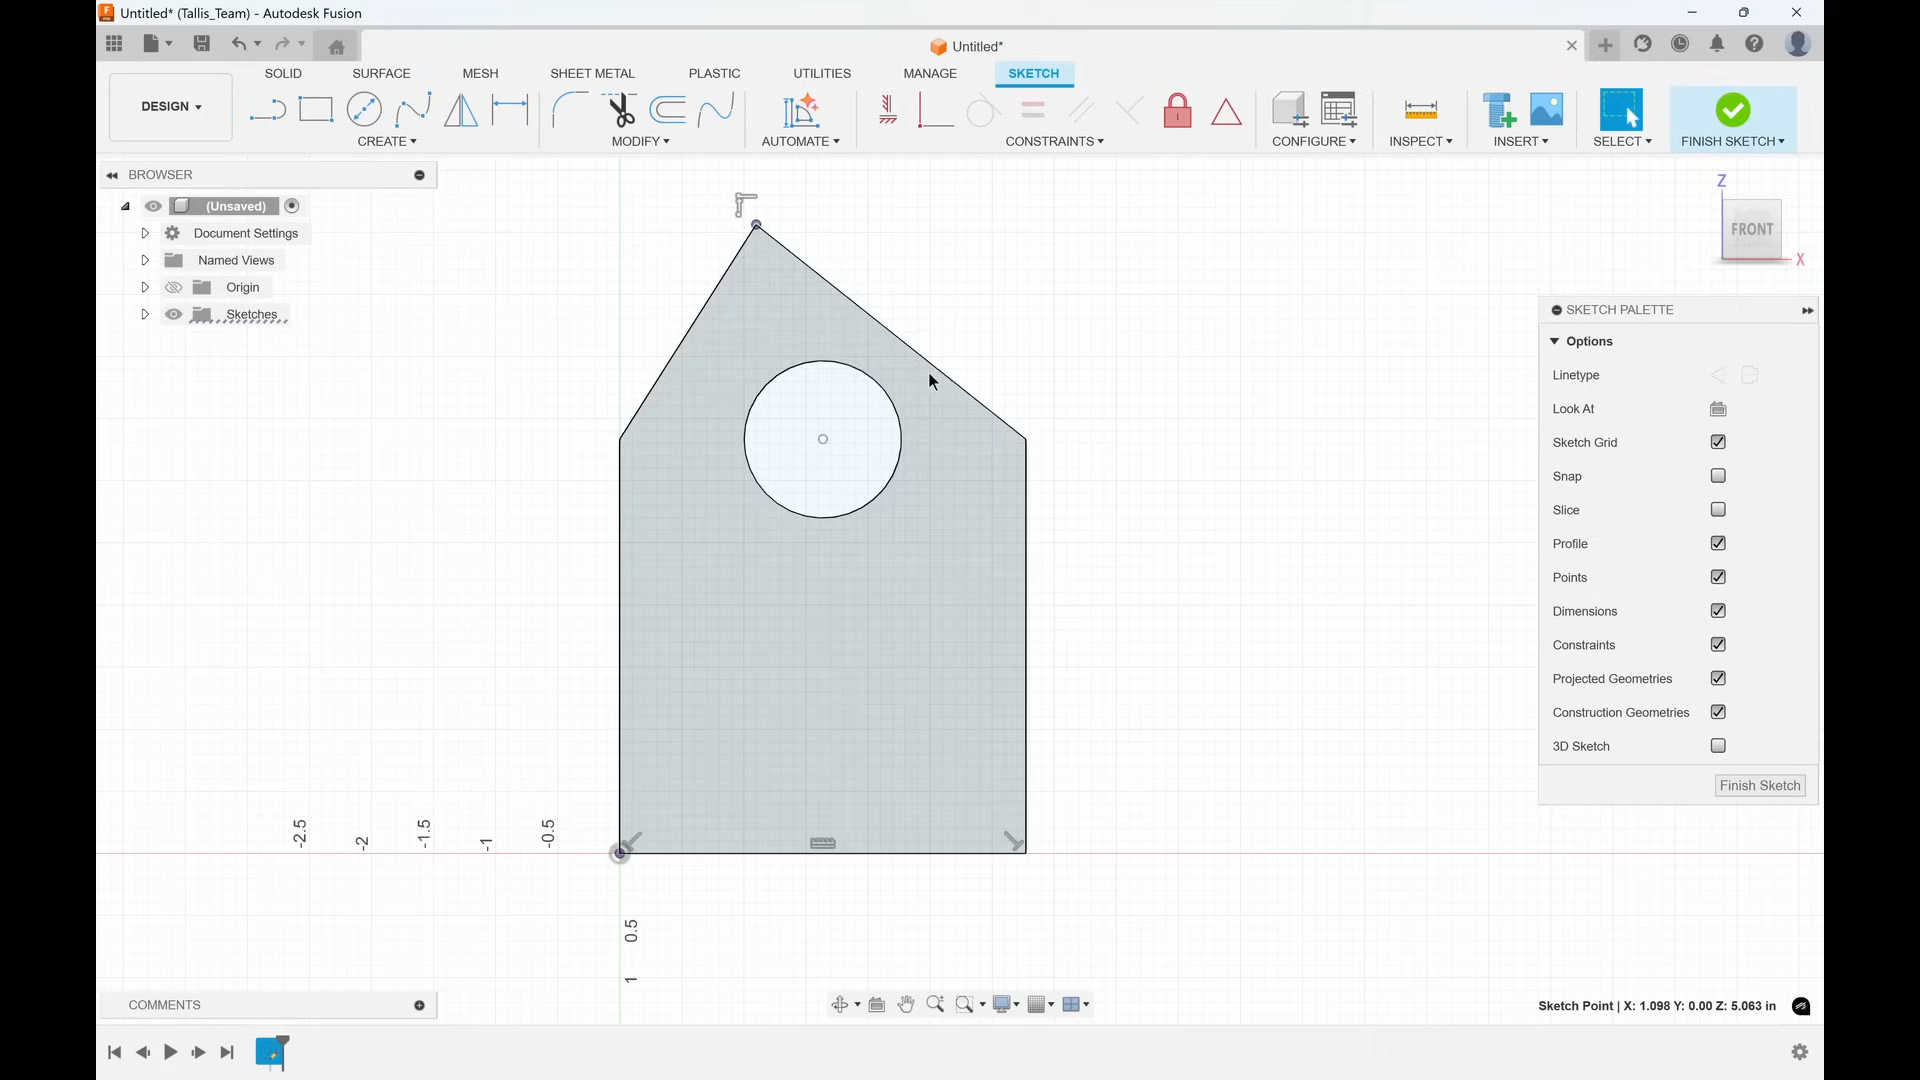 Untitled* (Tallis_Team) - Autodesk Fusion
Untitled*
SOLID SURFACE MESH SHEET METAL PLASTIC UTILITIES MANAGE SKETCH
DESIGN
CREATE MODIFY AUTOMATE CONSTRAINTS CONFIGURE INSPECT INSERT SELECT FINISH SKETCH
BROWSER
(Unsaved)
Document Settings
Named Views
Origin
Sketches
Z
FRONT
X
SKETCH PALETTE
Options
Linetype
Look At
Sketch Grid
Snap
Slice
Profile
Points
Dimensions
Constraints
Projected Geometries
Construction Geometries
3D Sketch
Finish Sketch
-2.5
-2
-1.5
-1
-0.5
0.5
1
COMMENTS
Sketch Point | X: 1.098 Y: 0.00 Z: 5.063 in